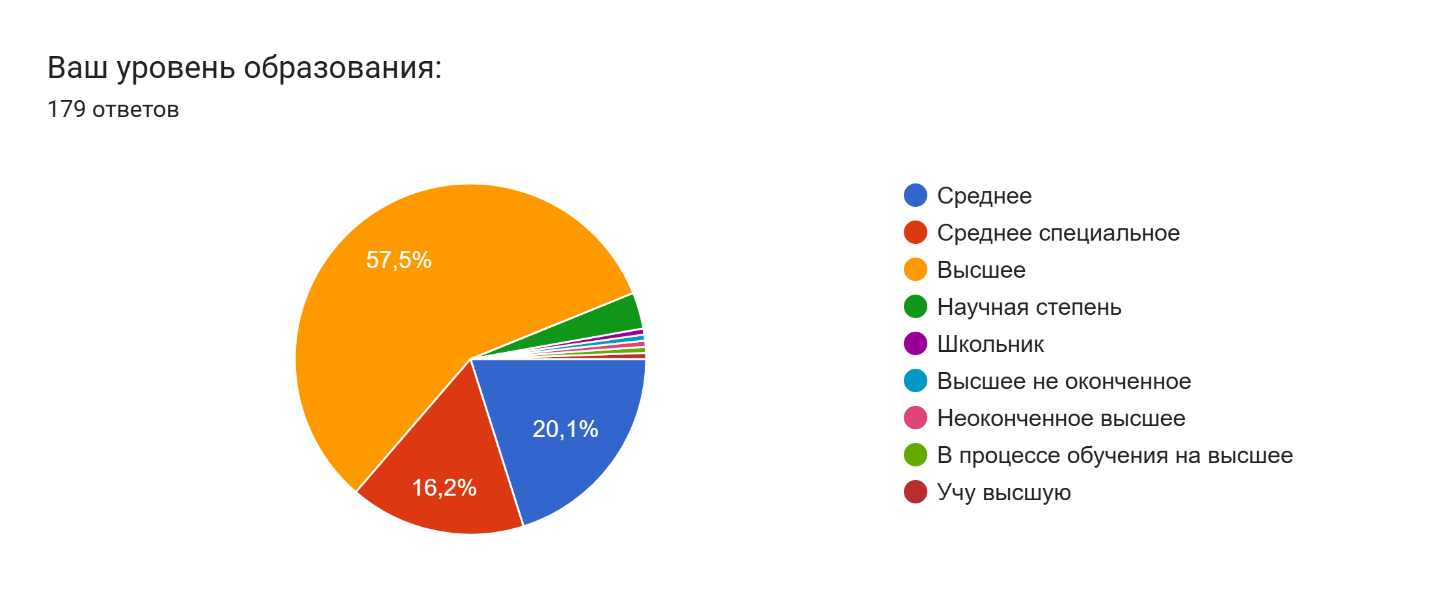 Ваш уровень образования:
179 ответов
57,5%
20,1%
16,2%
Среднее
Среднее специальное
Высшее
Научная степень
Школьник
Высшее не оконченное
Неоконченное высшее
В процессе обучения на высшее
Учу высшую